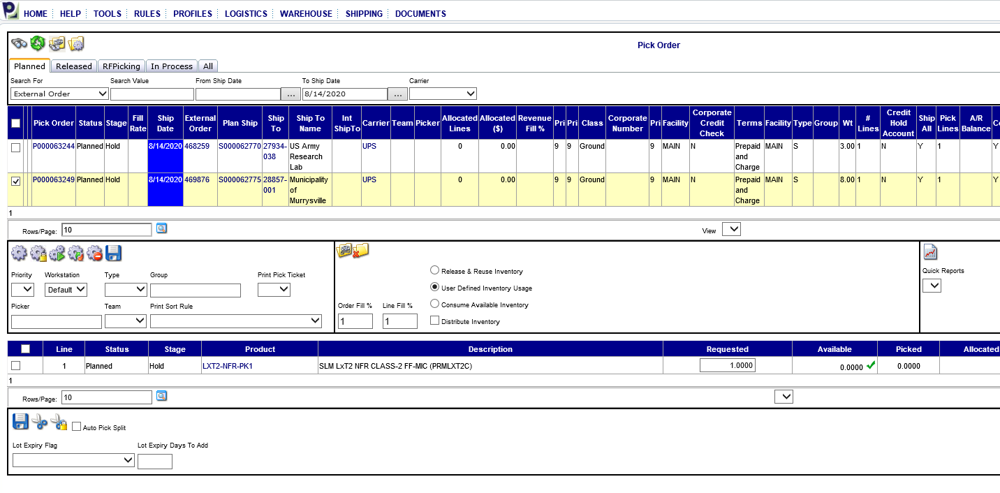 HOME HELP TOOLS RULES PROFILES LOGISTICS WAREHOUSE SHIPPING DOCUMENTS
Pick Order
Planned Released RFPicking In Process All
Search For Search Value From Ship Date To Ship Date Carrier
External Order ... 8/14/2020 ...
Pick Order Status Stage Fill Rate Ship Date External Order Plan Ship Ship To Ship To Name Int ShipTo Carrier Team Picker Allocated Lines Allocated ($) Revenue Fill % Pri Pri Class Corporate Number Pri Facility Corporate Credit Check Terms Facility Type Group Wt # Lines Credit Hold Account Ship All Pick Lines A/R Balance
P000063244 Planned Hold 8/14/2020 468259 S000062770 27934-038 US Army Research Lab UPS 0 0.00 9 9 Ground 9 MAIN N Prepaid and Charge MAIN S 3.00 1 N Y 1 Y
P000063249 Planned Hold 8/14/2020 469876 S000062775 28857-001 Municipality of Murrysville UPS 0 0.00 9 9 Ground 9 MAIN N Prepaid and Charge MAIN S 8.00 1 N Y 1 Y
1
Rows/Page: 10 View
Priority Workstation Type Group Print Pick Ticket
Default
Picker Team Print Sort Rule
Release & Reuse Inventory
User Defined Inventory Usage
Order Fill % Line Fill % Consume Available Inventory
1 1 Distribute Inventory
Quick Reports
Line Status Stage Product Description Requested Available Picked Allocated
1 Planned Hold LXT2-NFR-PK1 SLM LxT2 NFR CLASS-2 FF-MIC (PRMLXT2C) 1.0000 0.0000 0.0000
1
Rows/Page: 10
Auto Pick Split
Lot Expiry Flag Lot Expiry Days To Add